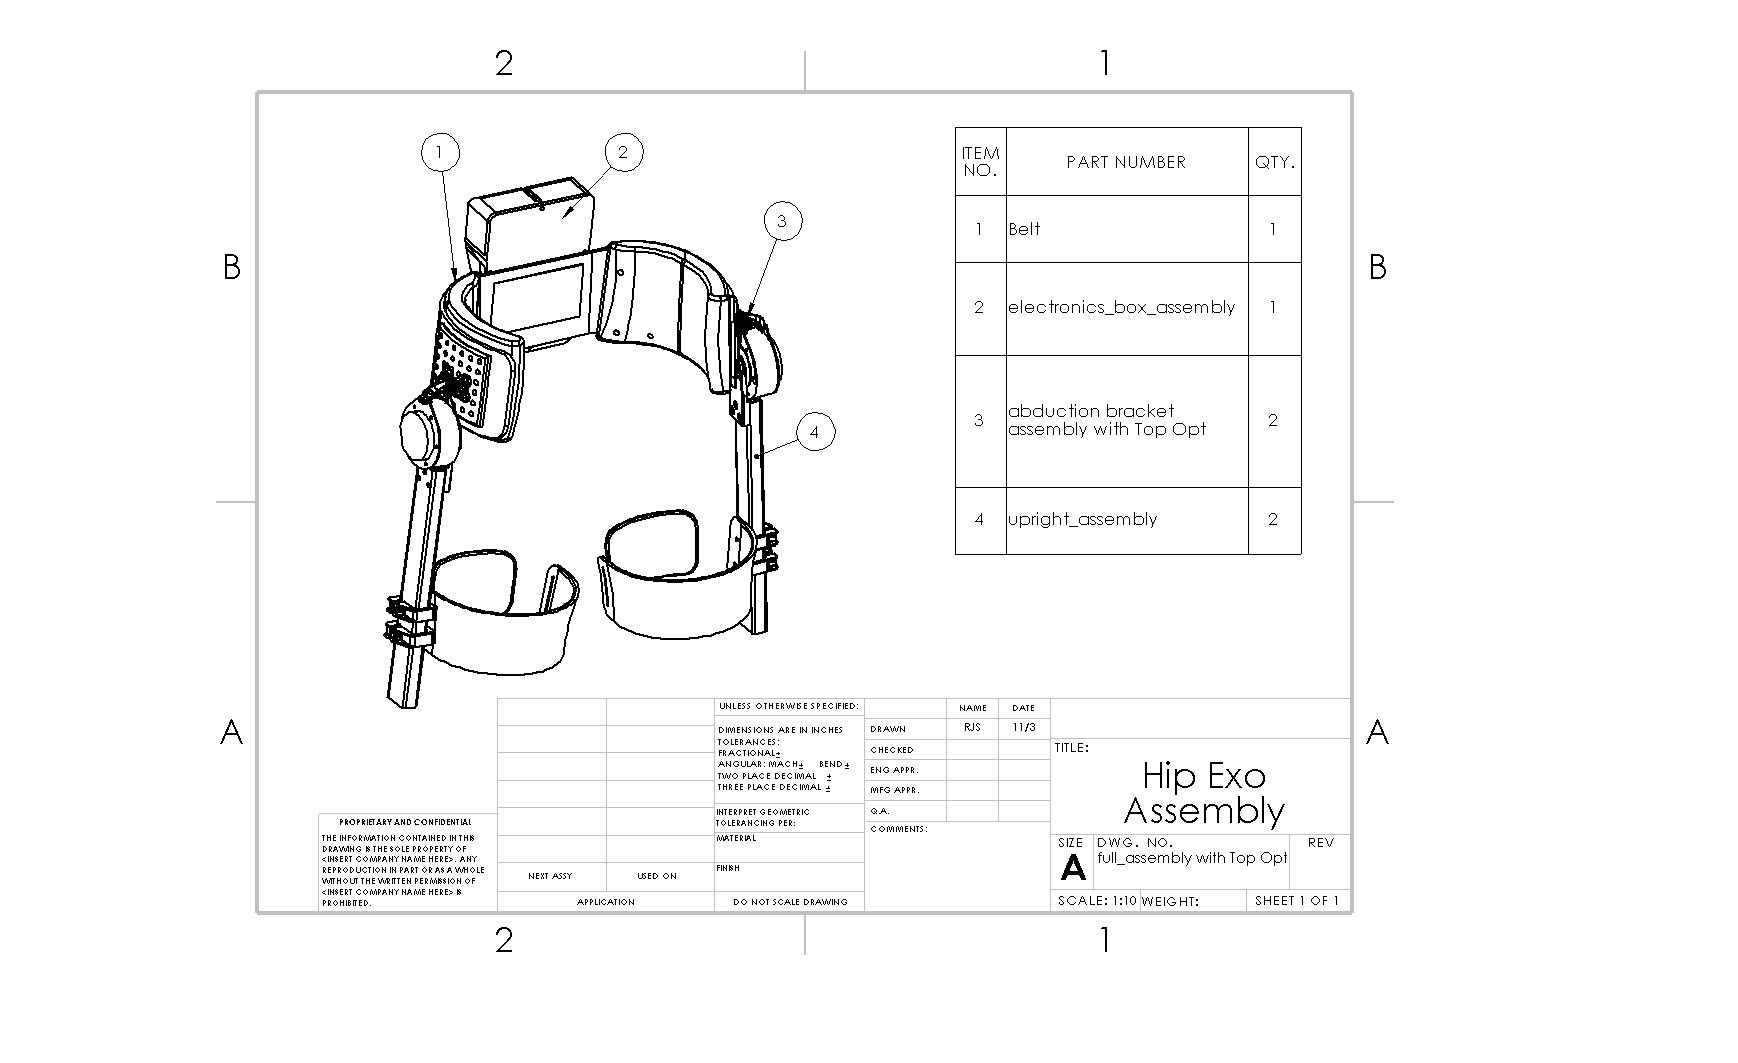 2
1
1
2
3
4
B
B
A
A
ITEM NO.
PART NUMBER
QTY.
1
Belt
1
2
electronics_box_assembly
1
3
abduction bracket
assembly with Top Opt
2
4
upright_assembly
2
UNLESS OTHERWISE SPECIFIED:
DIMENSIONS ARE IN INCHES
TOLERANCES:
FRACTIONAL±
ANGULAR: MACH± BEND ±
TWO PLACE DECIMAL ±
THREE PLACE DECIMAL ±
INTERPRET GEOMETRIC
TOLERANCING PER:
MATERIAL
FINISH
DO NOT SCALE DRAWING
NAME
DATE
DRAWN
RJS
11/3
CHECKED
ENG APPR.
MFG APPR.
Q.A.
COMMENTS:
TITLE:
Hip Exo
Assembly
SIZE
A
DWG. NO.
full_assembly with Top Opt
REV
SCALE: 1:10
WEIGHT:
SHEET 1 OF 1
PROPRIETARY AND CONFIDENTIAL
THE INFORMATION CONTAINED IN THIS
DRAWING IS THE SOLE PROPERTY OF
<INSERT COMPANY NAME HERE>. ANY
REPRODUCTION IN PART OR AS A WHOLE
WITHOUT THE WRITTEN PERMISSION OF
<INSERT COMPANY NAME HERE> IS
PROHIBITED.
NEXT ASSY
USED ON
APPLICATION
2
1